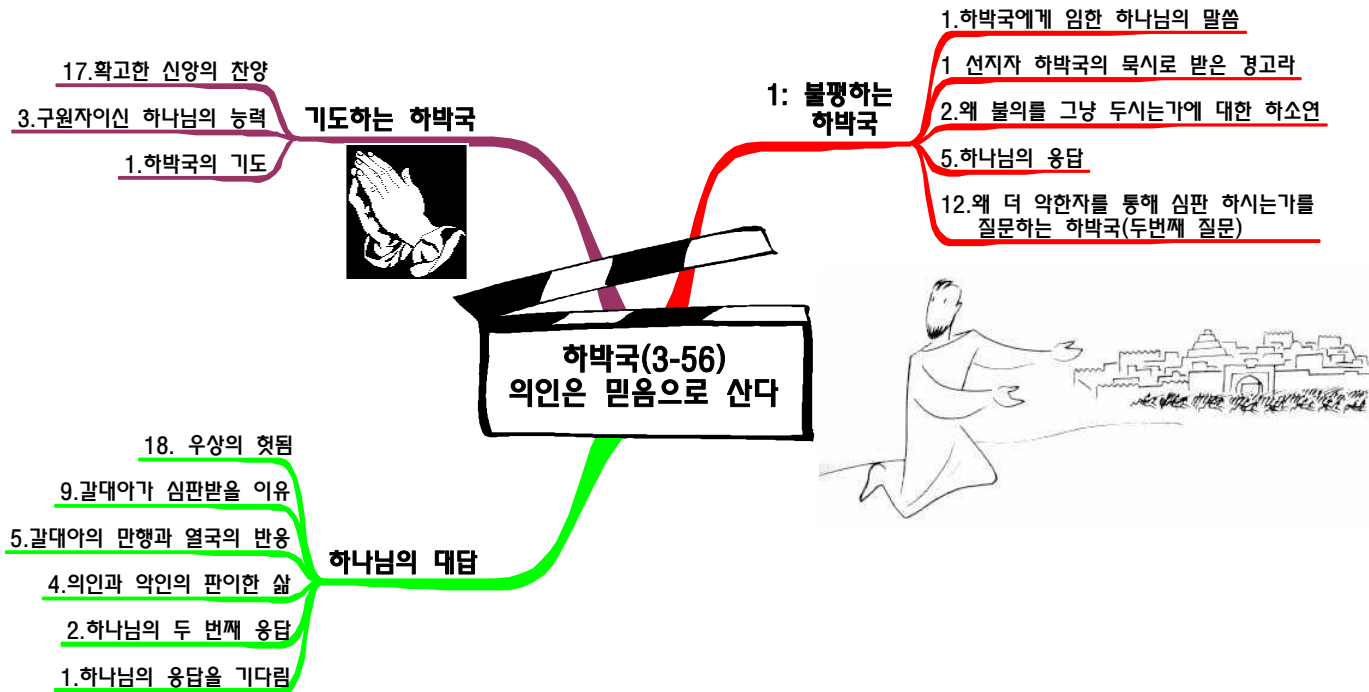 하박국(3-56)
의인은 믿음으로 산다
1: 불평하는
하박국
1.하박국에게 임한 하나님의 말씀
1 선지자 하박국의 묵시로 받은 경고라
2.왜 불의를 그냥 두시는가에 대한 하소연
5.하나님의 응답
12.왜 더 악한자를 통해 심판 하시는가를
질문하는 하박국(두번째 질문)
하나님의 대답
18. 우상의 헛됨
9.갈대아가 심판받을 이유
5.갈대아의 만행과 열국의 반응
4.의인과 악인의 판이한 삶
2.하나님의 두 번째 응답
1.하나님의 응답을 기다림
기도하는 하박국
17.확고한 신앙의 찬양
3.구원자이신 하나님의 능력
1.하박국의 기도